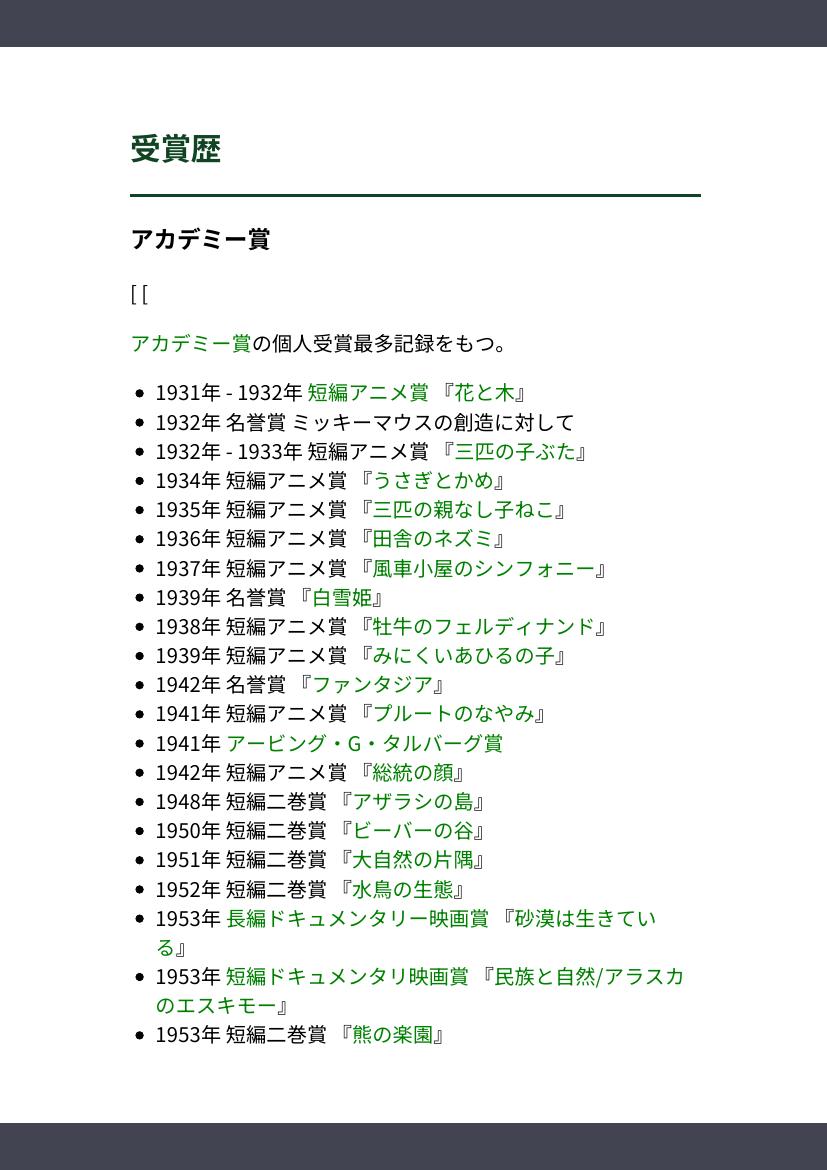 受賞歴
アカデミー賞
[ [
アカデミー賞の個人受賞最多記録をもつ。
• 1931年 - 1932年 短編アニメ賞 『花と木』
• 1932年 名誉賞 ミッキーマウスの創造に対して
• 1932年 - 1933年 短編アニメ賞 『三匹の子ぶた』
• 1934年 短編アニメ賞 『うさぎとかめ』
• 1935年 短編アニメ賞 『三匹の親なし子ねこ』
• 1936年 短編アニメ賞 『田舎のネズミ』
• 1937年 短編アニメ賞 『風車小屋のシンフォニー』
• 1939年 名誉賞 『白雪姫』
• 1938年 短編アニメ賞 『牡牛のフェルディナンド』
• 1939年 短編アニメ賞 『みにくいあひるの子』
• 1942年 名誉賞 『ファンタジア』
• 1941年 短編アニメ賞 『プルートのなやみ』
• 1941年 アービング・G・タルバーグ賞
• 1942年 短編アニメ賞 『総統の顔』
• 1948年 短編二巻賞 『アザラシの島』
• 1950年 短編二巻賞 『ビーバーの谷』
• 1951年 短編二巻賞 『大自然の片隅』
• 1952年 短編二巻賞 『水鳥の生態』
• 1953年 長編ドキュメンタリー映画賞 『砂漠は生きてい
る』
• 1953年 短編ドキュメンタリ映画賞 『民族と自然/アラスカ
のエスキモー』
• 1953年 短編二巻賞 『熊の楽園』